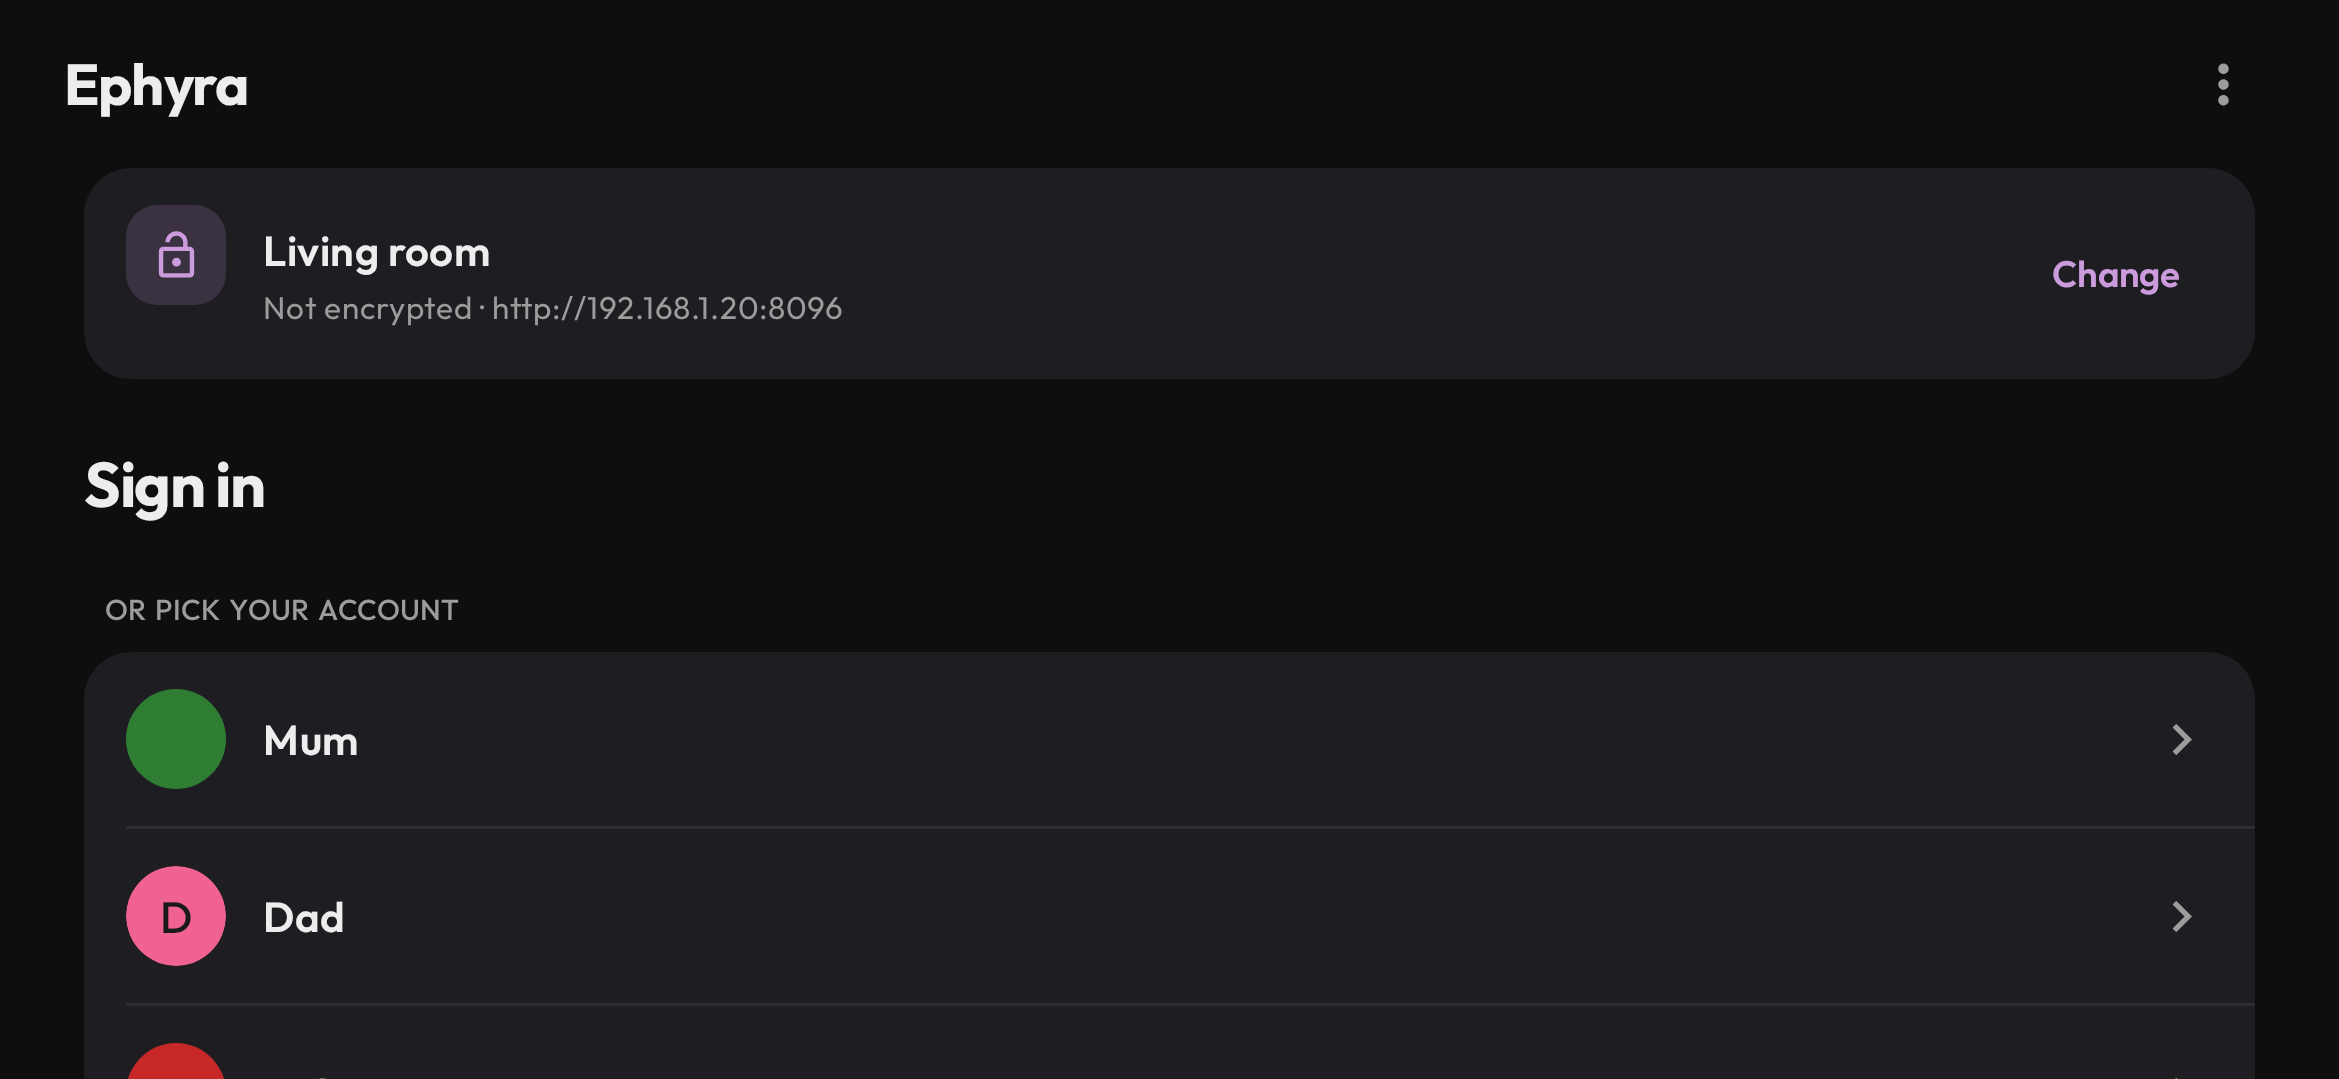 Ephyra
Living room
Not encrypted · http://192.168.1.20:8096
Change
Sign in
OR PICK YOUR ACCOUNT
Mum
D
Dad